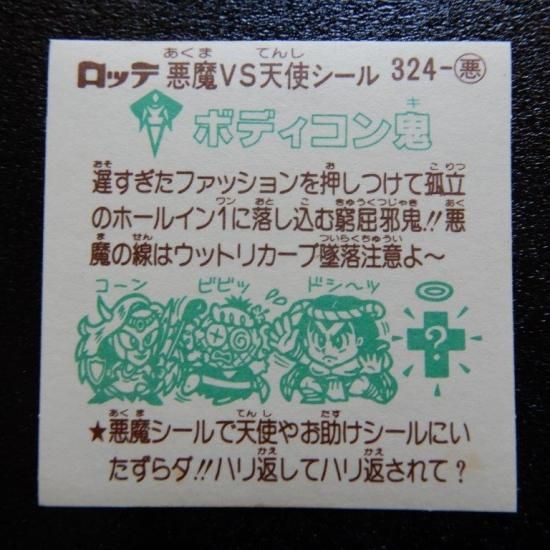 ロッテ 悪魔VS天使シール 324-悪
あくま てんし
ボディコン鬼
キ
遅すぎたファッションを押しつけて孤立
おそ お こりつ
のホールイン1に落し込む窮屈邪鬼!!悪
ワン おと こ きゅうくつじゃき あく
魔の線はウットリカーブ墜落注意よ〜
ま せん ついらくちゅうい
コーン ビビッ ドシ〜ッ
?
★悪魔シールで天使やお助けシールにい
あくま てんし たす
たずらダ!!ハリ返してハリ返されて?
かえ かえ